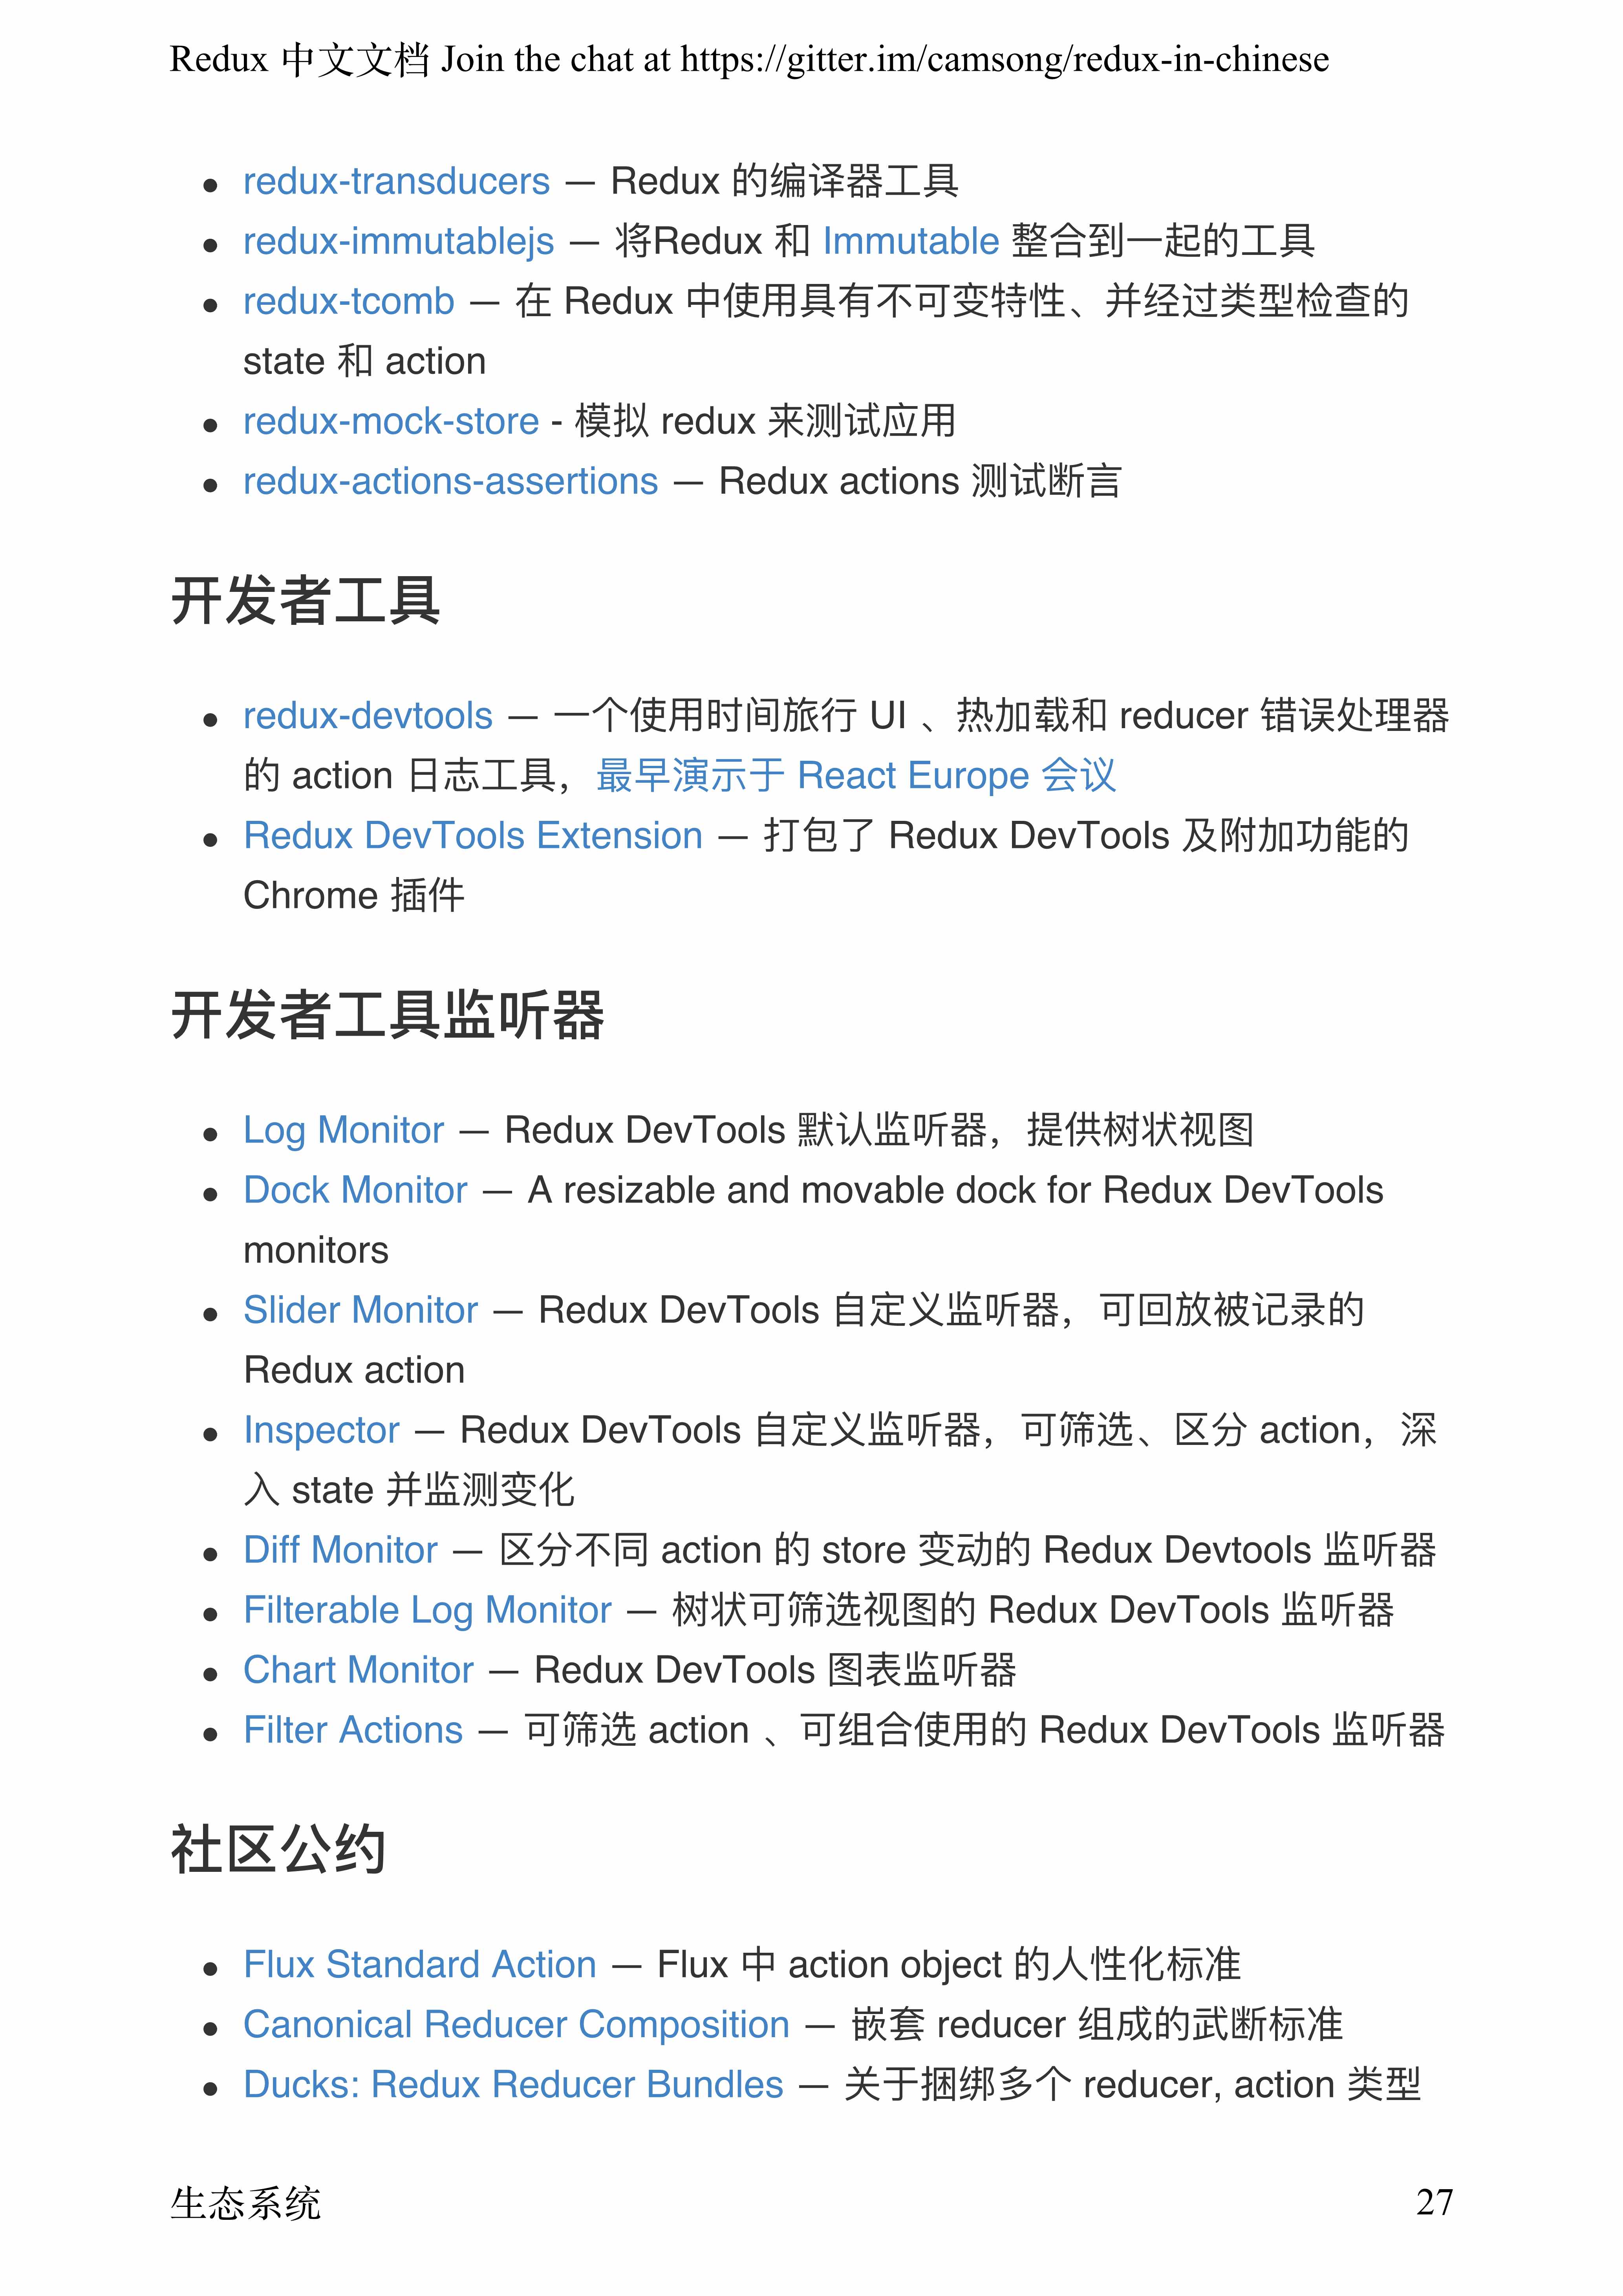 Redux 中文文档 Join the chat at https://gitter.im/camsong/redux-in-chinese
• redux-transducers — Redux 的编译器工具
• redux-immutablejs — 将Redux 和 Immutable 整合到一起的工具
• redux-tcomb — 在 Redux 中使用具有不可变特性、并经过类型检查的
state 和 action
• redux-mock-store - 模拟 redux 来测试应用
• redux-actions-assertions — Redux actions 测试断言
开发者工具
• redux-devtools — 一个使用时间旅行 UI 、热加载和 reducer 错误处理器
的 action 日志工具，最早演示于 React Europe 会议
• Redux DevTools Extension — 打包了 Redux DevTools 及附加功能的
Chrome 插件
开发者工具监听器
• Log Monitor — Redux DevTools 默认监听器，提供树状视图
• Dock Monitor — A resizable and movable dock for Redux DevTools
monitors
• Slider Monitor — Redux DevTools 自定义监听器，可回放被记录的
Redux action
• Inspector — Redux DevTools 自定义监听器，可筛选、区分 action，深
入 state 并监测变化
• Diff Monitor — 区分不同 action 的 store 变动的 Redux Devtools 监听器
• Filterable Log Monitor — 树状可筛选视图的 Redux DevTools 监听器
• Chart Monitor — Redux DevTools 图表监听器
• Filter Actions — 可筛选 action 、可组合使用的 Redux DevTools 监听器
社区公约
• Flux Standard Action — Flux 中 action object 的人性化标准
• Canonical Reducer Composition — 嵌套 reducer 组成的武断标准
• Ducks: Redux Reducer Bundles — 关于捆绑多个 reducer, action 类型
生态系统 27